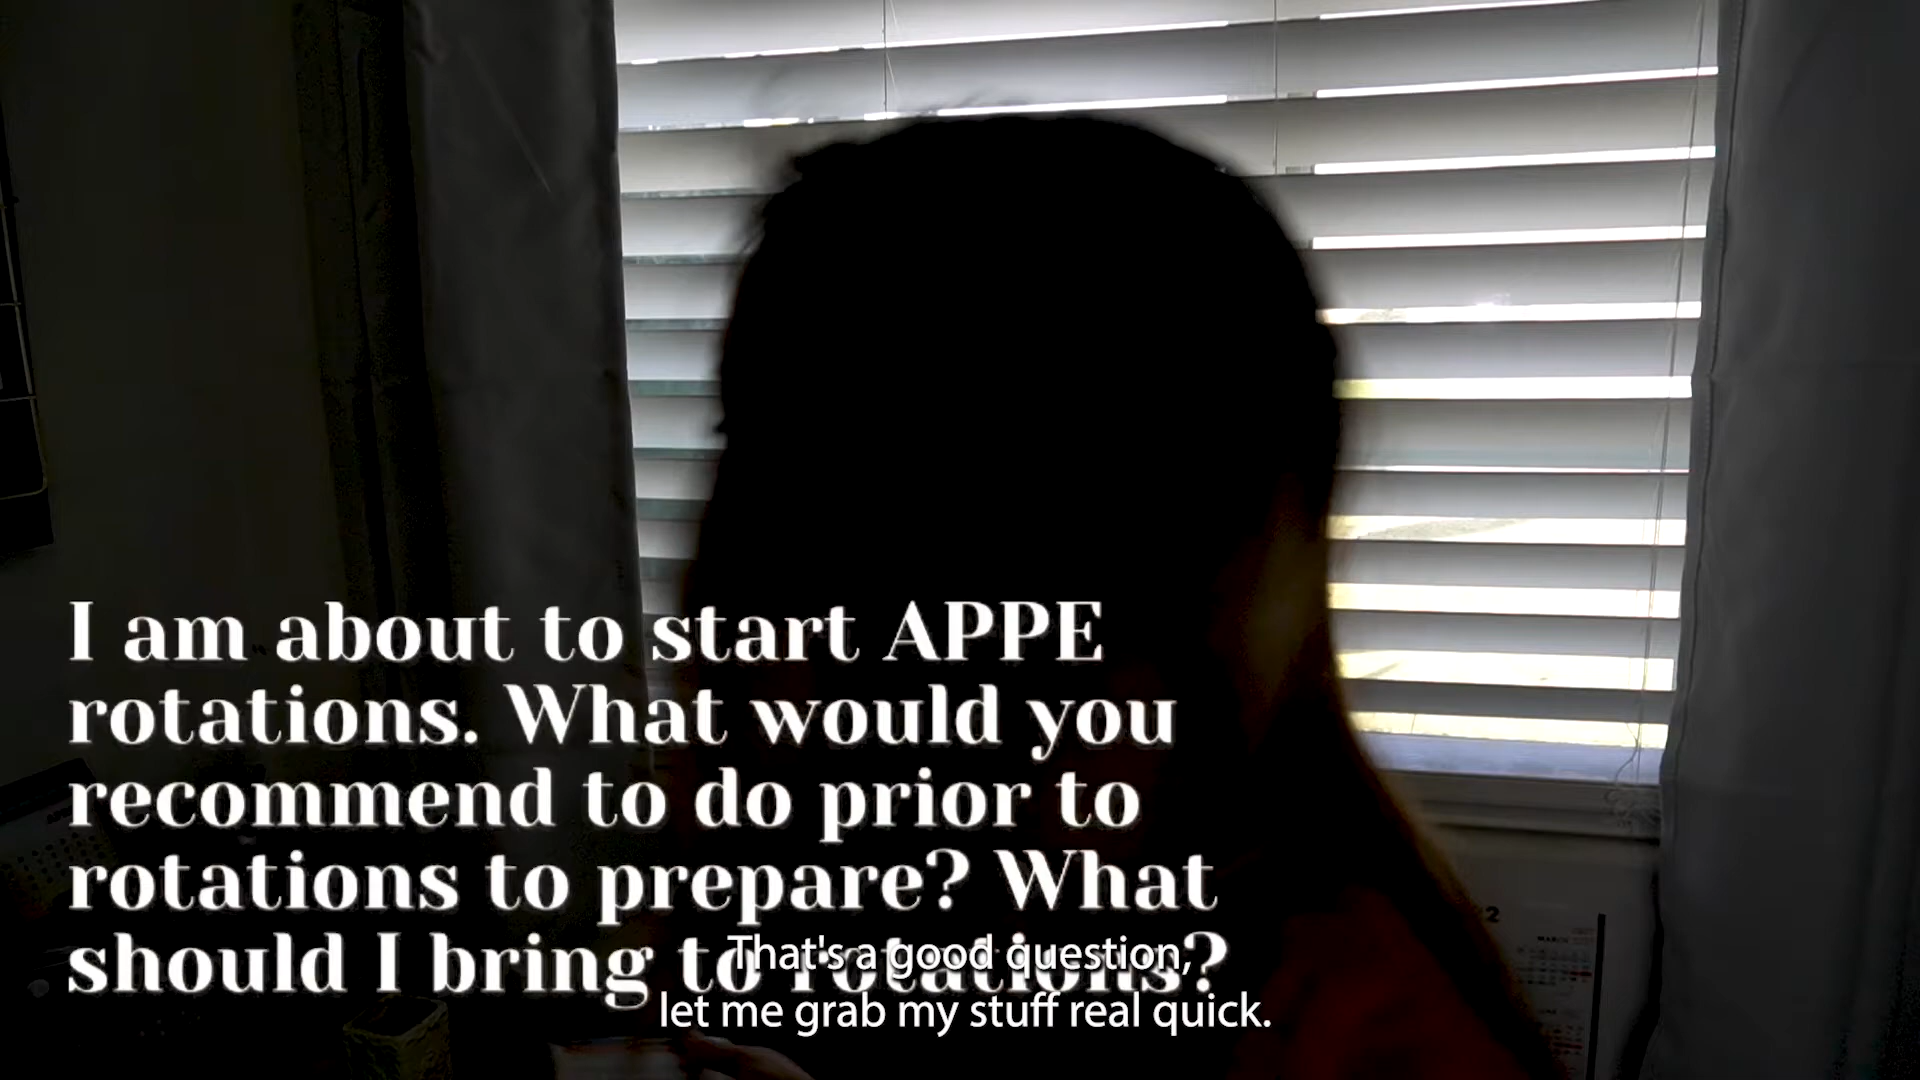 I am about to start APPE
rotations. What would you
recommend to do prior to
rotations to prepare? What
should I bring to rotations?
That's a good question,
let me grab my stuff real quick.
2